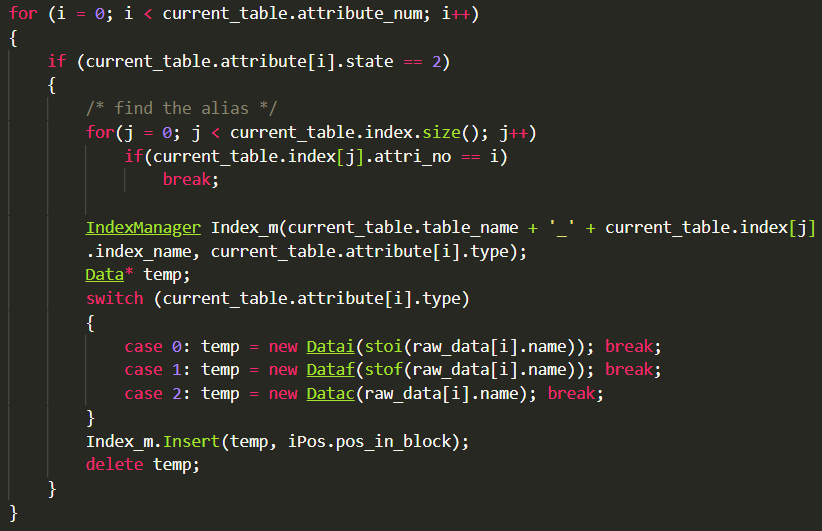 for (i = 0; i < current_table.attribute_num; i++)
{
    if (current_table.attribute[i].state == 2)
    {
        /* find the alias */
        for(j = 0; j < current_table.index.size(); j++)
            if(current_table.index[j].attri_no == i)
                break;

        IndexManager Index_m(current_table.table_name + '_' + current_table.index[j]
        .index_name, current_table.attribute[i].type);
        Data* temp;
        switch (current_table.attribute[i].type)
        {
            case 0: temp = new Datai(stoi(raw_data[i].name)); break;
            case 1: temp = new Dataf(stof(raw_data[i].name)); break;
            case 2: temp = new Datac(raw_data[i].name); break;
        }
        Index_m.Insert(temp, iPos.pos_in_block);
        delete temp;
    }
}